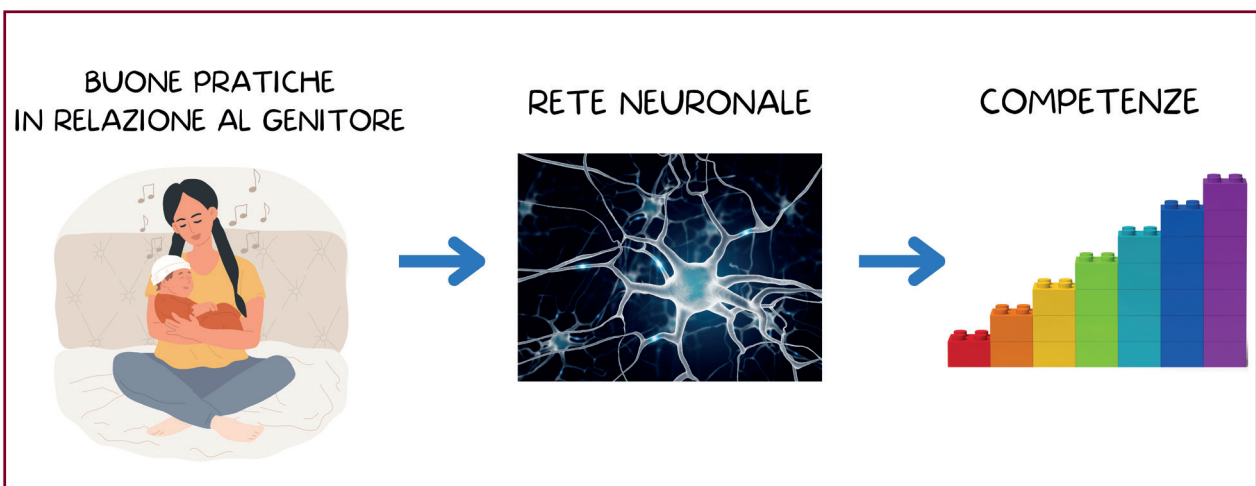 BUONE PRATICHE
IN RELAZIONE AL GENITORE
RETE NEURONALE
COMPETENZE